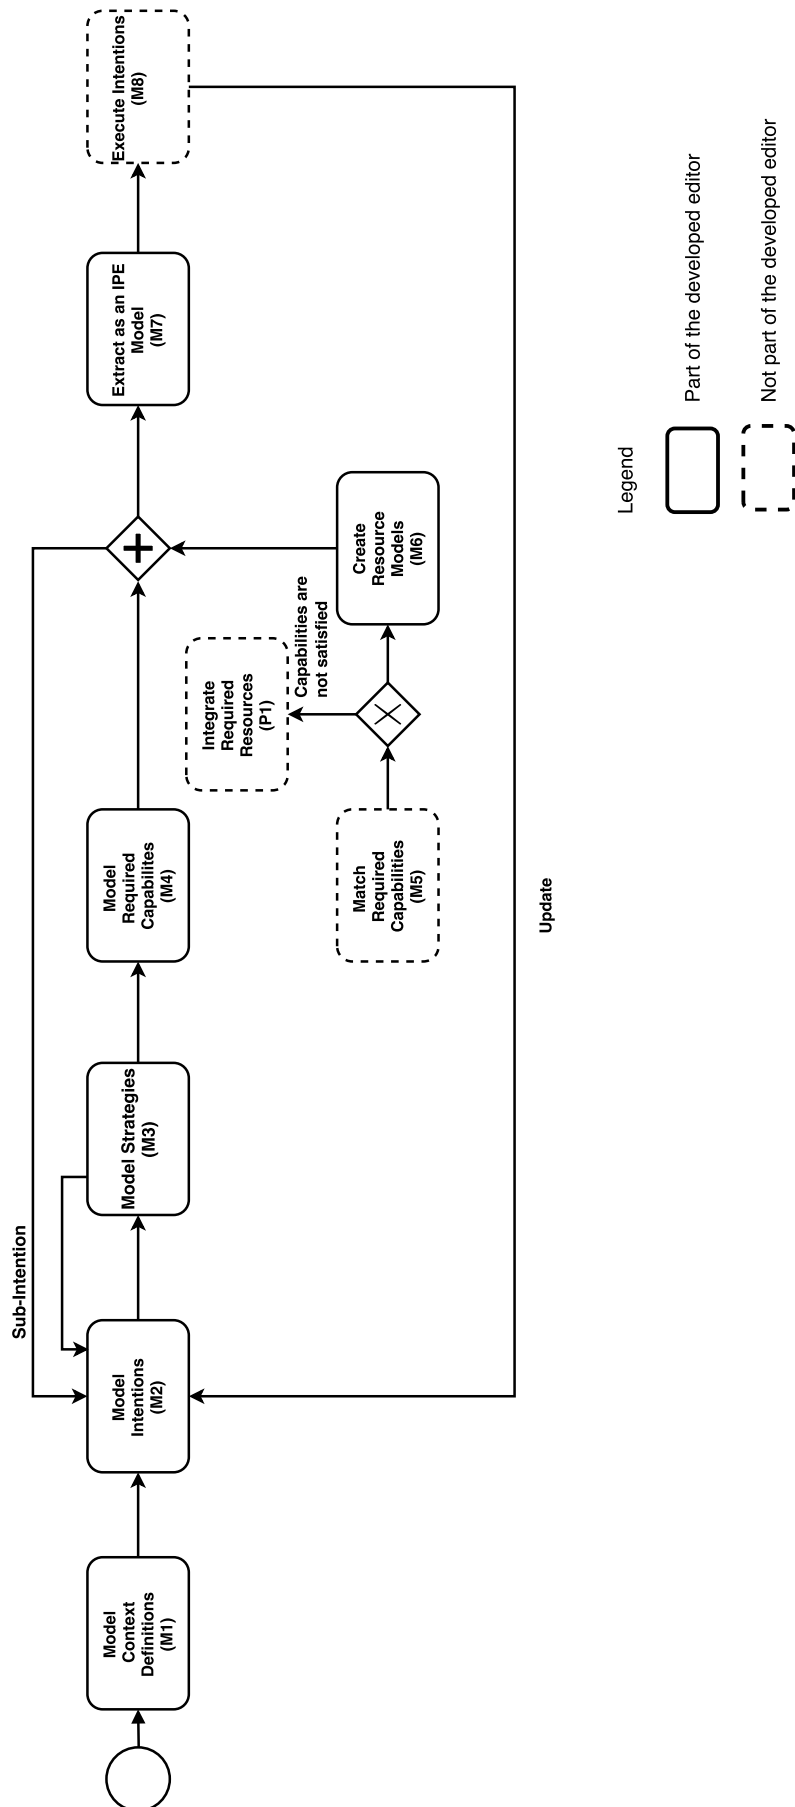 Sub-Intention
Model
Context
Definitions
(M1)
Model
Intentions
(M2)
Model Strategies
(M3)
Model
Required
Capabilites
(M4)
Extract as an IPE
Model
(M7)
Execute Intentions
(M8)
Integrate
Required
Resources
(P1)
Capabilities are
not satisfied
Match
Required
Capabilities
(M5)
Create
Resource
Models
(M6)
Update
Legend
Part of the developed editor
Not part of the developed editor